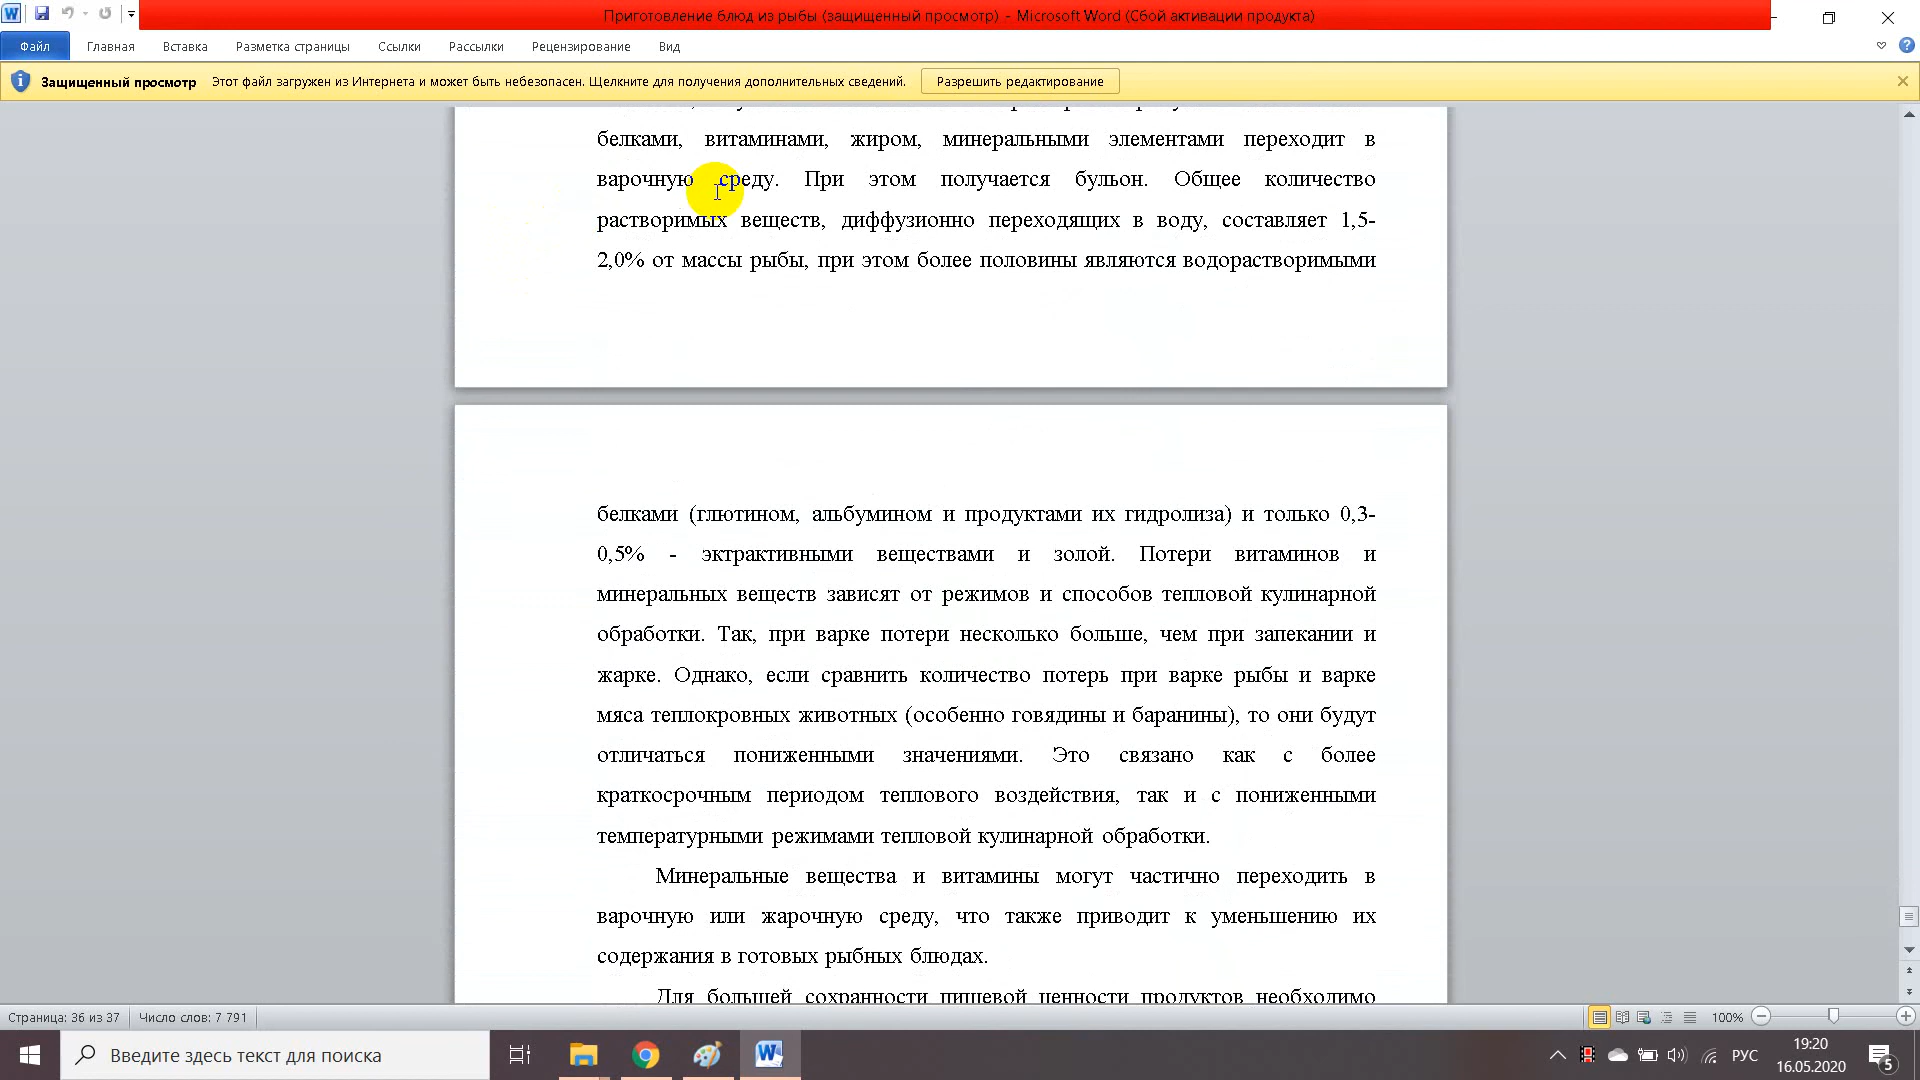 Приготовление блюд из рыбы (защищенный просмотр) - Microsoft Word (Сбой активации продукта)
Файл Главная Вставка Разметка страницы Ссылки Рассылки Рецензирование Вид
Защищенный просмотр Этот файл загружен из Интернета и может быть небезопасен. Щелкните для получения дополнительных сведений. Разрешить редактирование
белками, витаминами, жиром, минеральными элементами переходит в
варочную среду. При этом получается бульон. Общее количество
растворимых веществ, диффузионно переходящих в воду, составляет 1,5-
2,0% от массы рыбы, при этом более половины являются водорастворимыми
белками (глютином, альбумином и продуктами их гидролиза) и только 0,3-
0,5% - эктрактивными веществами и золой. Потери витаминов и
минеральных веществ зависят от режимов и способов тепловой кулинарной
обработки. Так, при варке потери несколько больше, чем при запекании и
жарке. Однако, если сравнить количество потерь при варке рыбы и варке
мяса теплокровных животных (особенно говядины и баранины), то они будут
отличаться пониженными значениями. Это связано как с более
краткосрочным периодом теплового воздействия, так и с пониженными
температурными режимами тепловой кулинарной обработки.
Минеральные вещества и витамины могут частично переходить в
варочную или жарочную среду, что также приводит к уменьшению их
содержания в готовых рыбных блюдах.
Для большей сохранности пищевой ценности продуктов необходимо
Страница: 36 из 37 Число слов: 7 791 100%
Введите здесь текст для поиска
РУС
19:20
16.05.2020
5